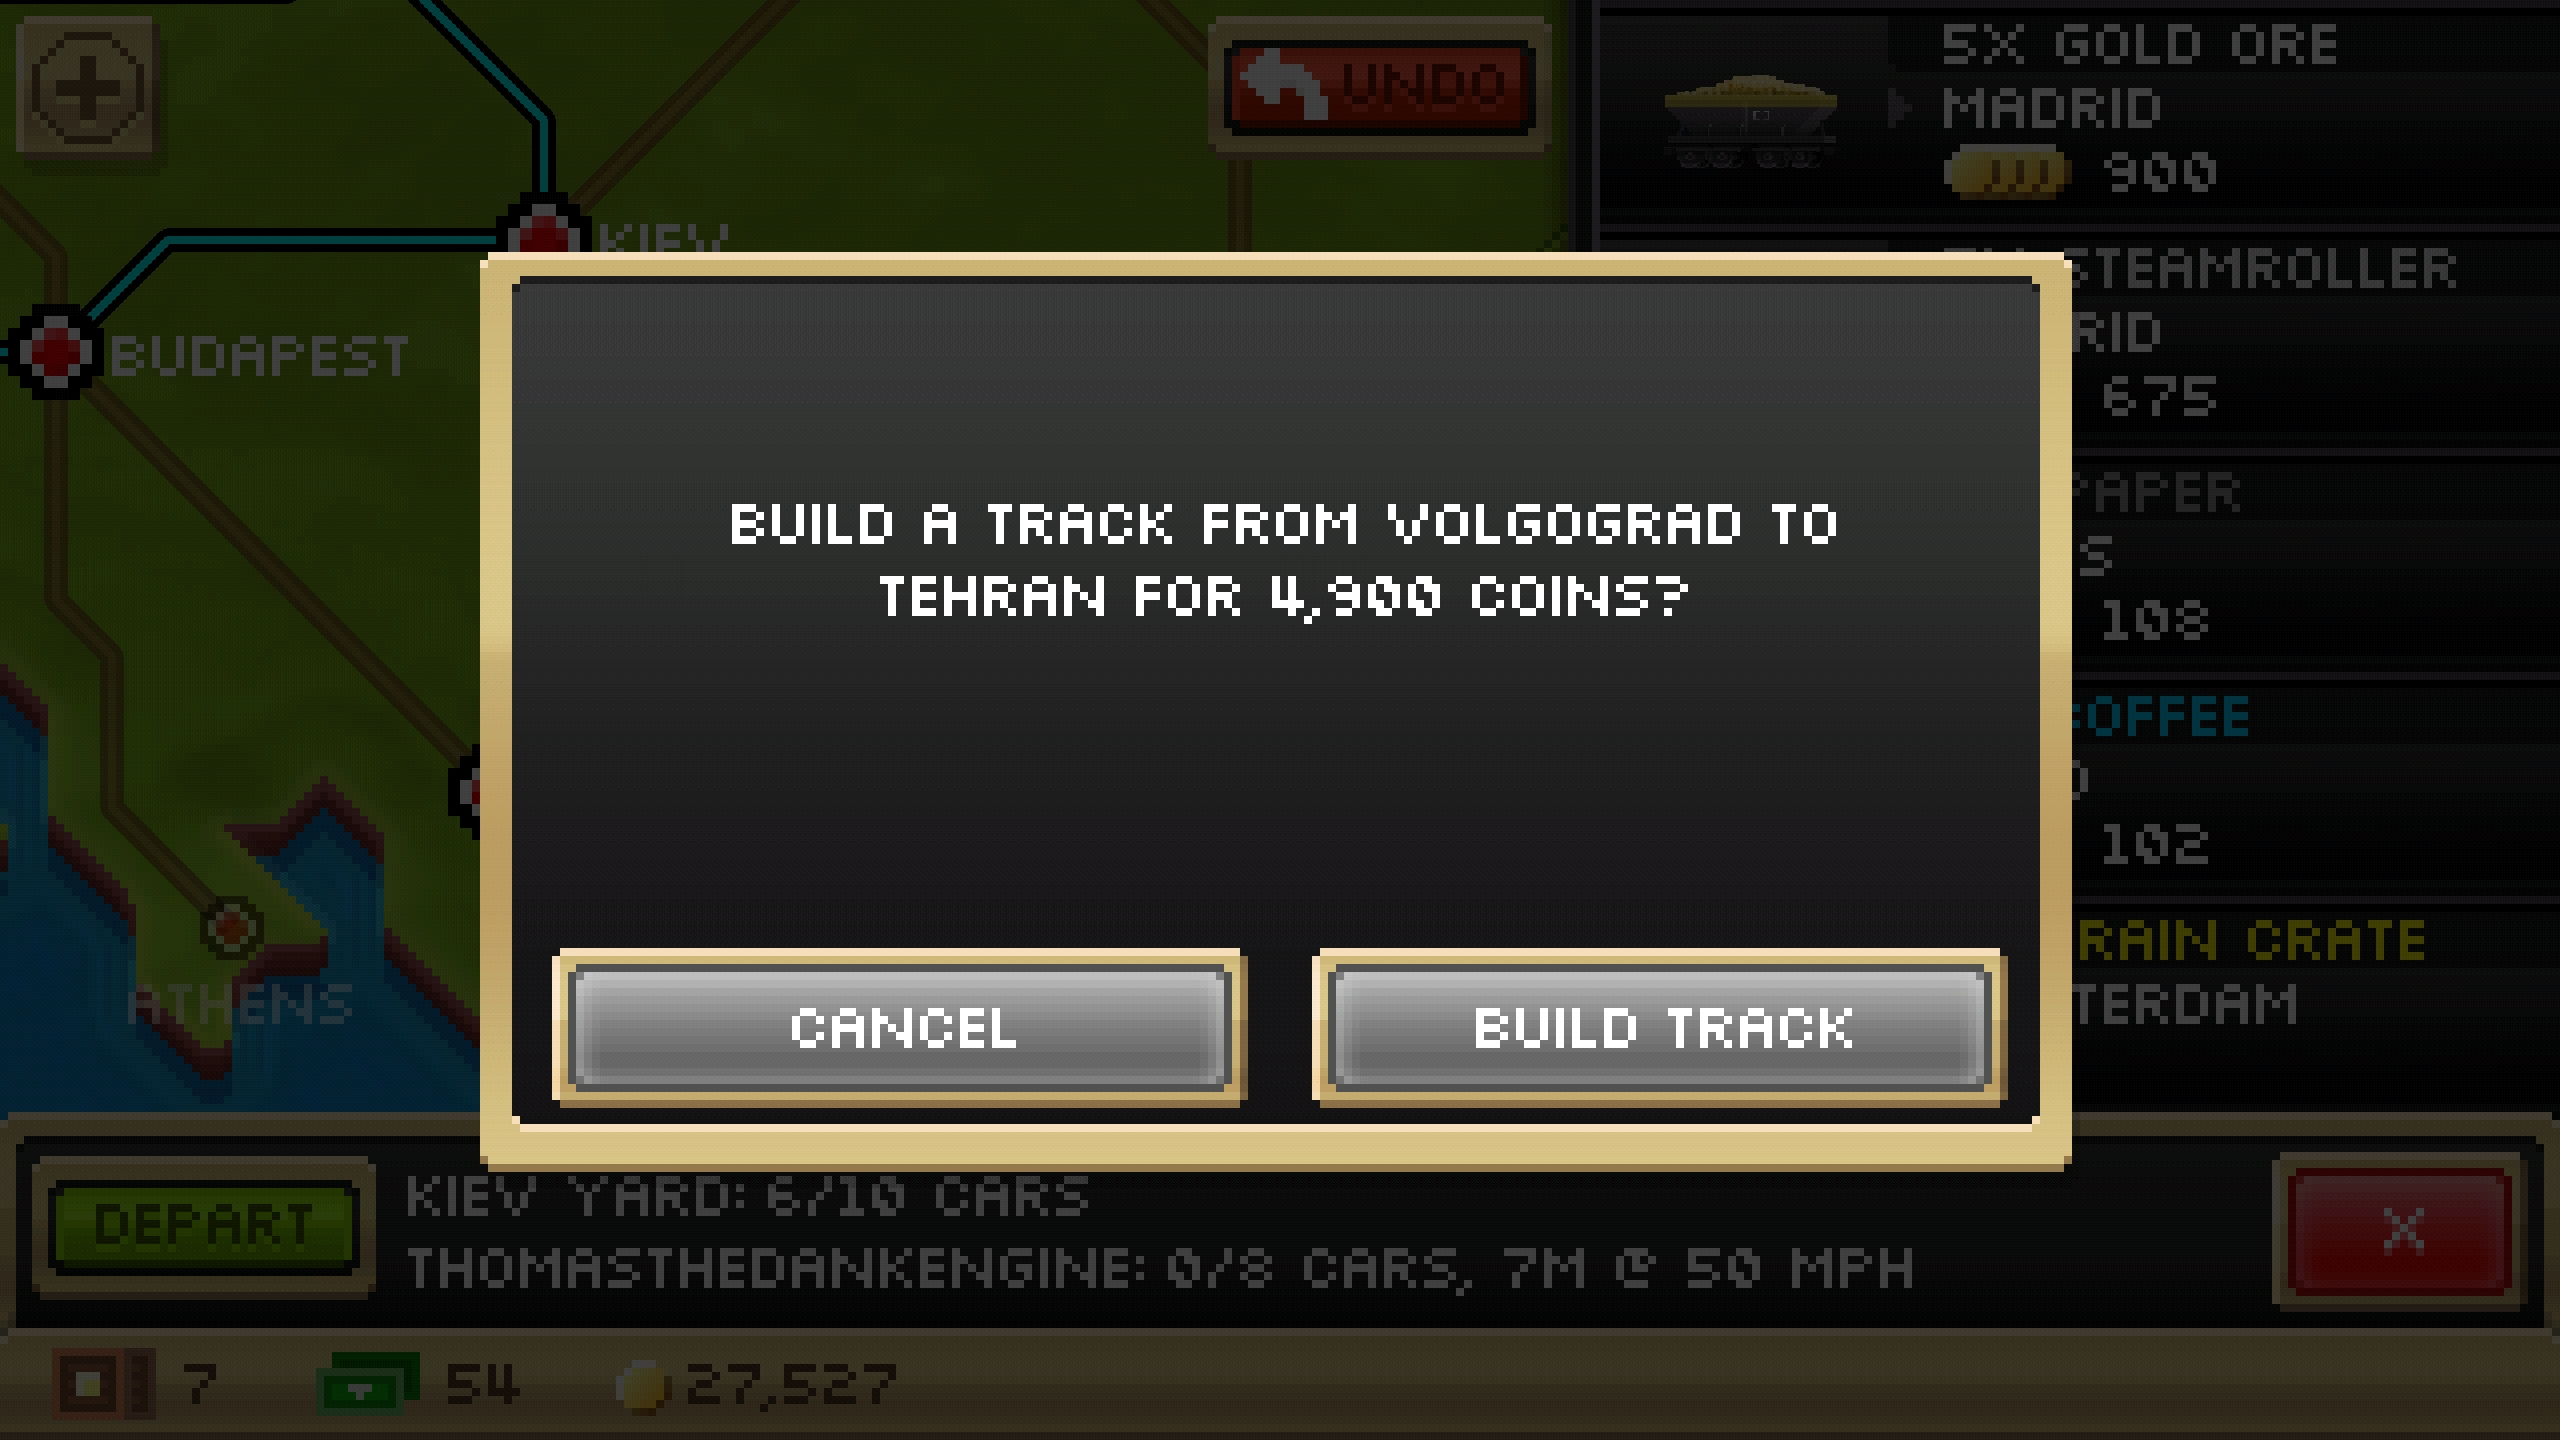 UNDO
5X GOLD ORE
MADRID
900
KIEV
STEAMROLLER
RID
BUDAPEST
675
BUILD A TRACK FROM VOLGOGRAD TO
TEHRAN FOR 4,900 COINS?
PAPER
S
108
COFFEE
102
RAIN CRATE
TERDAM
ATHENS
CANCEL
BUILD TRACK
DEPART
KIEV YARD: 6/10 CARS
THOMASTHEDANKENGINE: 0/8 CARS, 7M @ 50 MPH
X
7
54
27,527